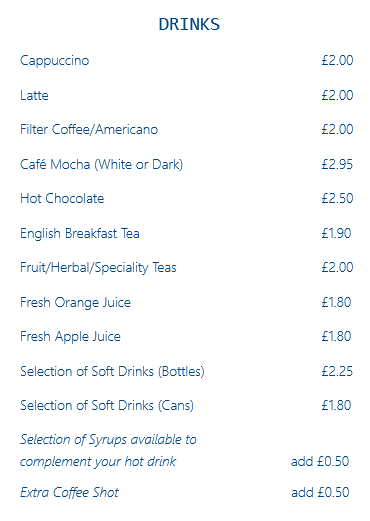 DRINKS
Cappuccino £2.00
Latte £2.00
Filter Coffee/Americano £2.00
Café Mocha (White or Dark) £2.95
Hot Chocolate £2.50
English Breakfast Tea £1.90
Fruit/Herbal/Speciality Teas £2.00
Fresh Orange Juice £1.80
Fresh Apple Juice £1.80
Selection of Soft Drinks (Bottles) £2.25
Selection of Soft Drinks (Cans) £1.80
Selection of Syrups available to
complement your hot drink add £0.50
Extra Coffee Shot add £0.50